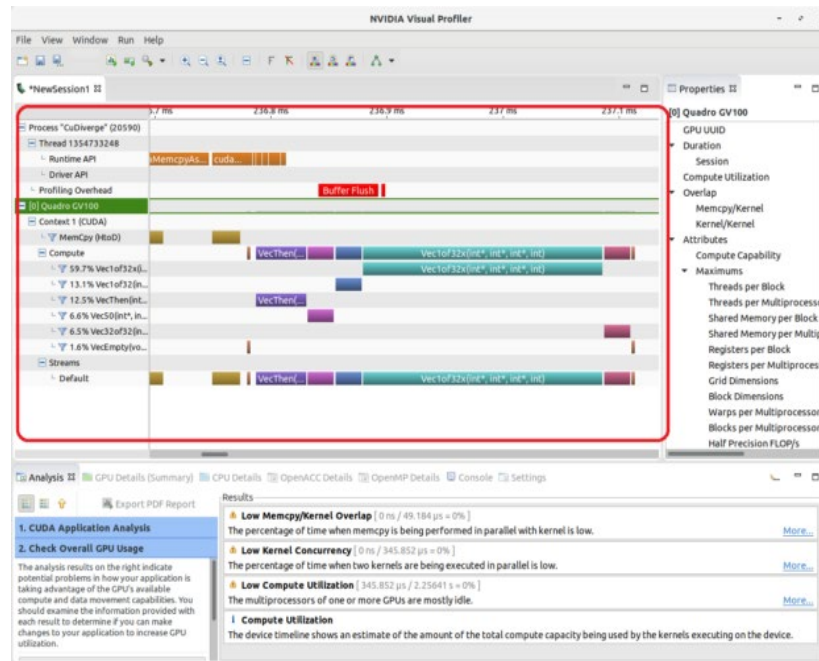 NVIDIA Visual Profiler
File View Window Run Help
*NewSession1
Properties
5.7 ms 236.8 ms 236.9 ms 237 ms 237.1 ms
[0] Quadro GV100
Process "CuDiverge" (20590)
GPU UUID
Thread 1354733248
Duration
Runtime API
MemcpyAs... cuda...
Session
Driver API
Compute Utilization
Profiling Overhead
Buffer Flush
Overlap
[0] Quadro GV100
Memcpy/Kernel
Context 1 (CUDA)
Kernel/Kernel
MemCpy (HtoD)
Attributes
Compute
VecThen(... Vec1of32x(int*, int*, int*, int)
Compute Capability
59.7% Vec1of32x(i...
Vec1of32x(int*, int*, int*, int)
Maximums
13.1% Vec1of32(in...
Threads per Block
12.5% VecThen(int...
VecThen(...
Threads per Multiprocesso
6.6% Vec50(int*, in...
Shared Memory per Block
6.5% Vec32of32(in...
Shared Memory per Multip
1.6% VecEmpty(vo...
Registers per Block
Streams
Registers per Multiproces
Default
VecThen(... Vec1of32x(int*, int*, int*, int)
Grid Dimensions
Block Dimensions
Warps per Multiprocessor
Blocks per Multiprocessor
Half Precision FLOP/s
Analysis GPU Details (Summary) CPU Details OpenACC Details OpenMP Details Console Settings
Export PDF Report
Results
1. CUDA Application Analysis
2. Check Overall GPU Usage
The analysis results on the right indicate
potential problems in how your application is
taking advantage of the GPU's available
compute and data movement capabilities. You
should examine the information provided with
each result to determine if you can make
changes to your application to increase GPU
utilization.
Low Memcpy/Kernel Overlap [ 0 ns / 49.184 µs = 0% ]
The percentage of time when memcpy is being performed in parallel with kernel is low. More...
Low Kernel Concurrency [ 0 ns / 345.852 µs = 0% ]
The percentage of time when two kernels are being executed in parallel is low. More...
Low Compute Utilization [ 345.852 µs / 2.25641 s = 0% ]
The multiprocessors of one or more GPUs are mostly idle. More...
Compute Utilization
The device timeline shows an estimate of the amount of the total compute capacity being used by the kernels executing on the device.